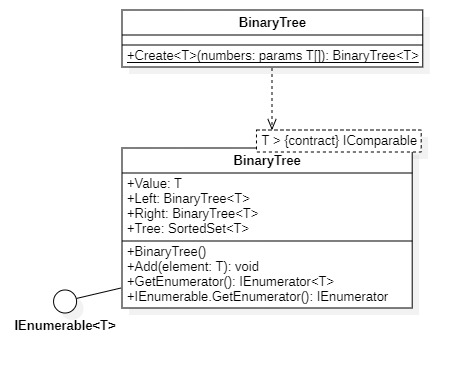 BinaryTree
+Create<T>(numbers: params T[]): BinaryTree<T>
T > {contract} IComparable
BinaryTree
+Value: T
+Left: BinaryTree<T>
+Right: BinaryTree<T>
+Tree: SortedSet<T>
+BinaryTree()
+Add(element: T): void
+GetEnumerator(): IEnumerator<T>
+IEnumerable.GetEnumerator(): IEnumerator
IEnumerable<T>